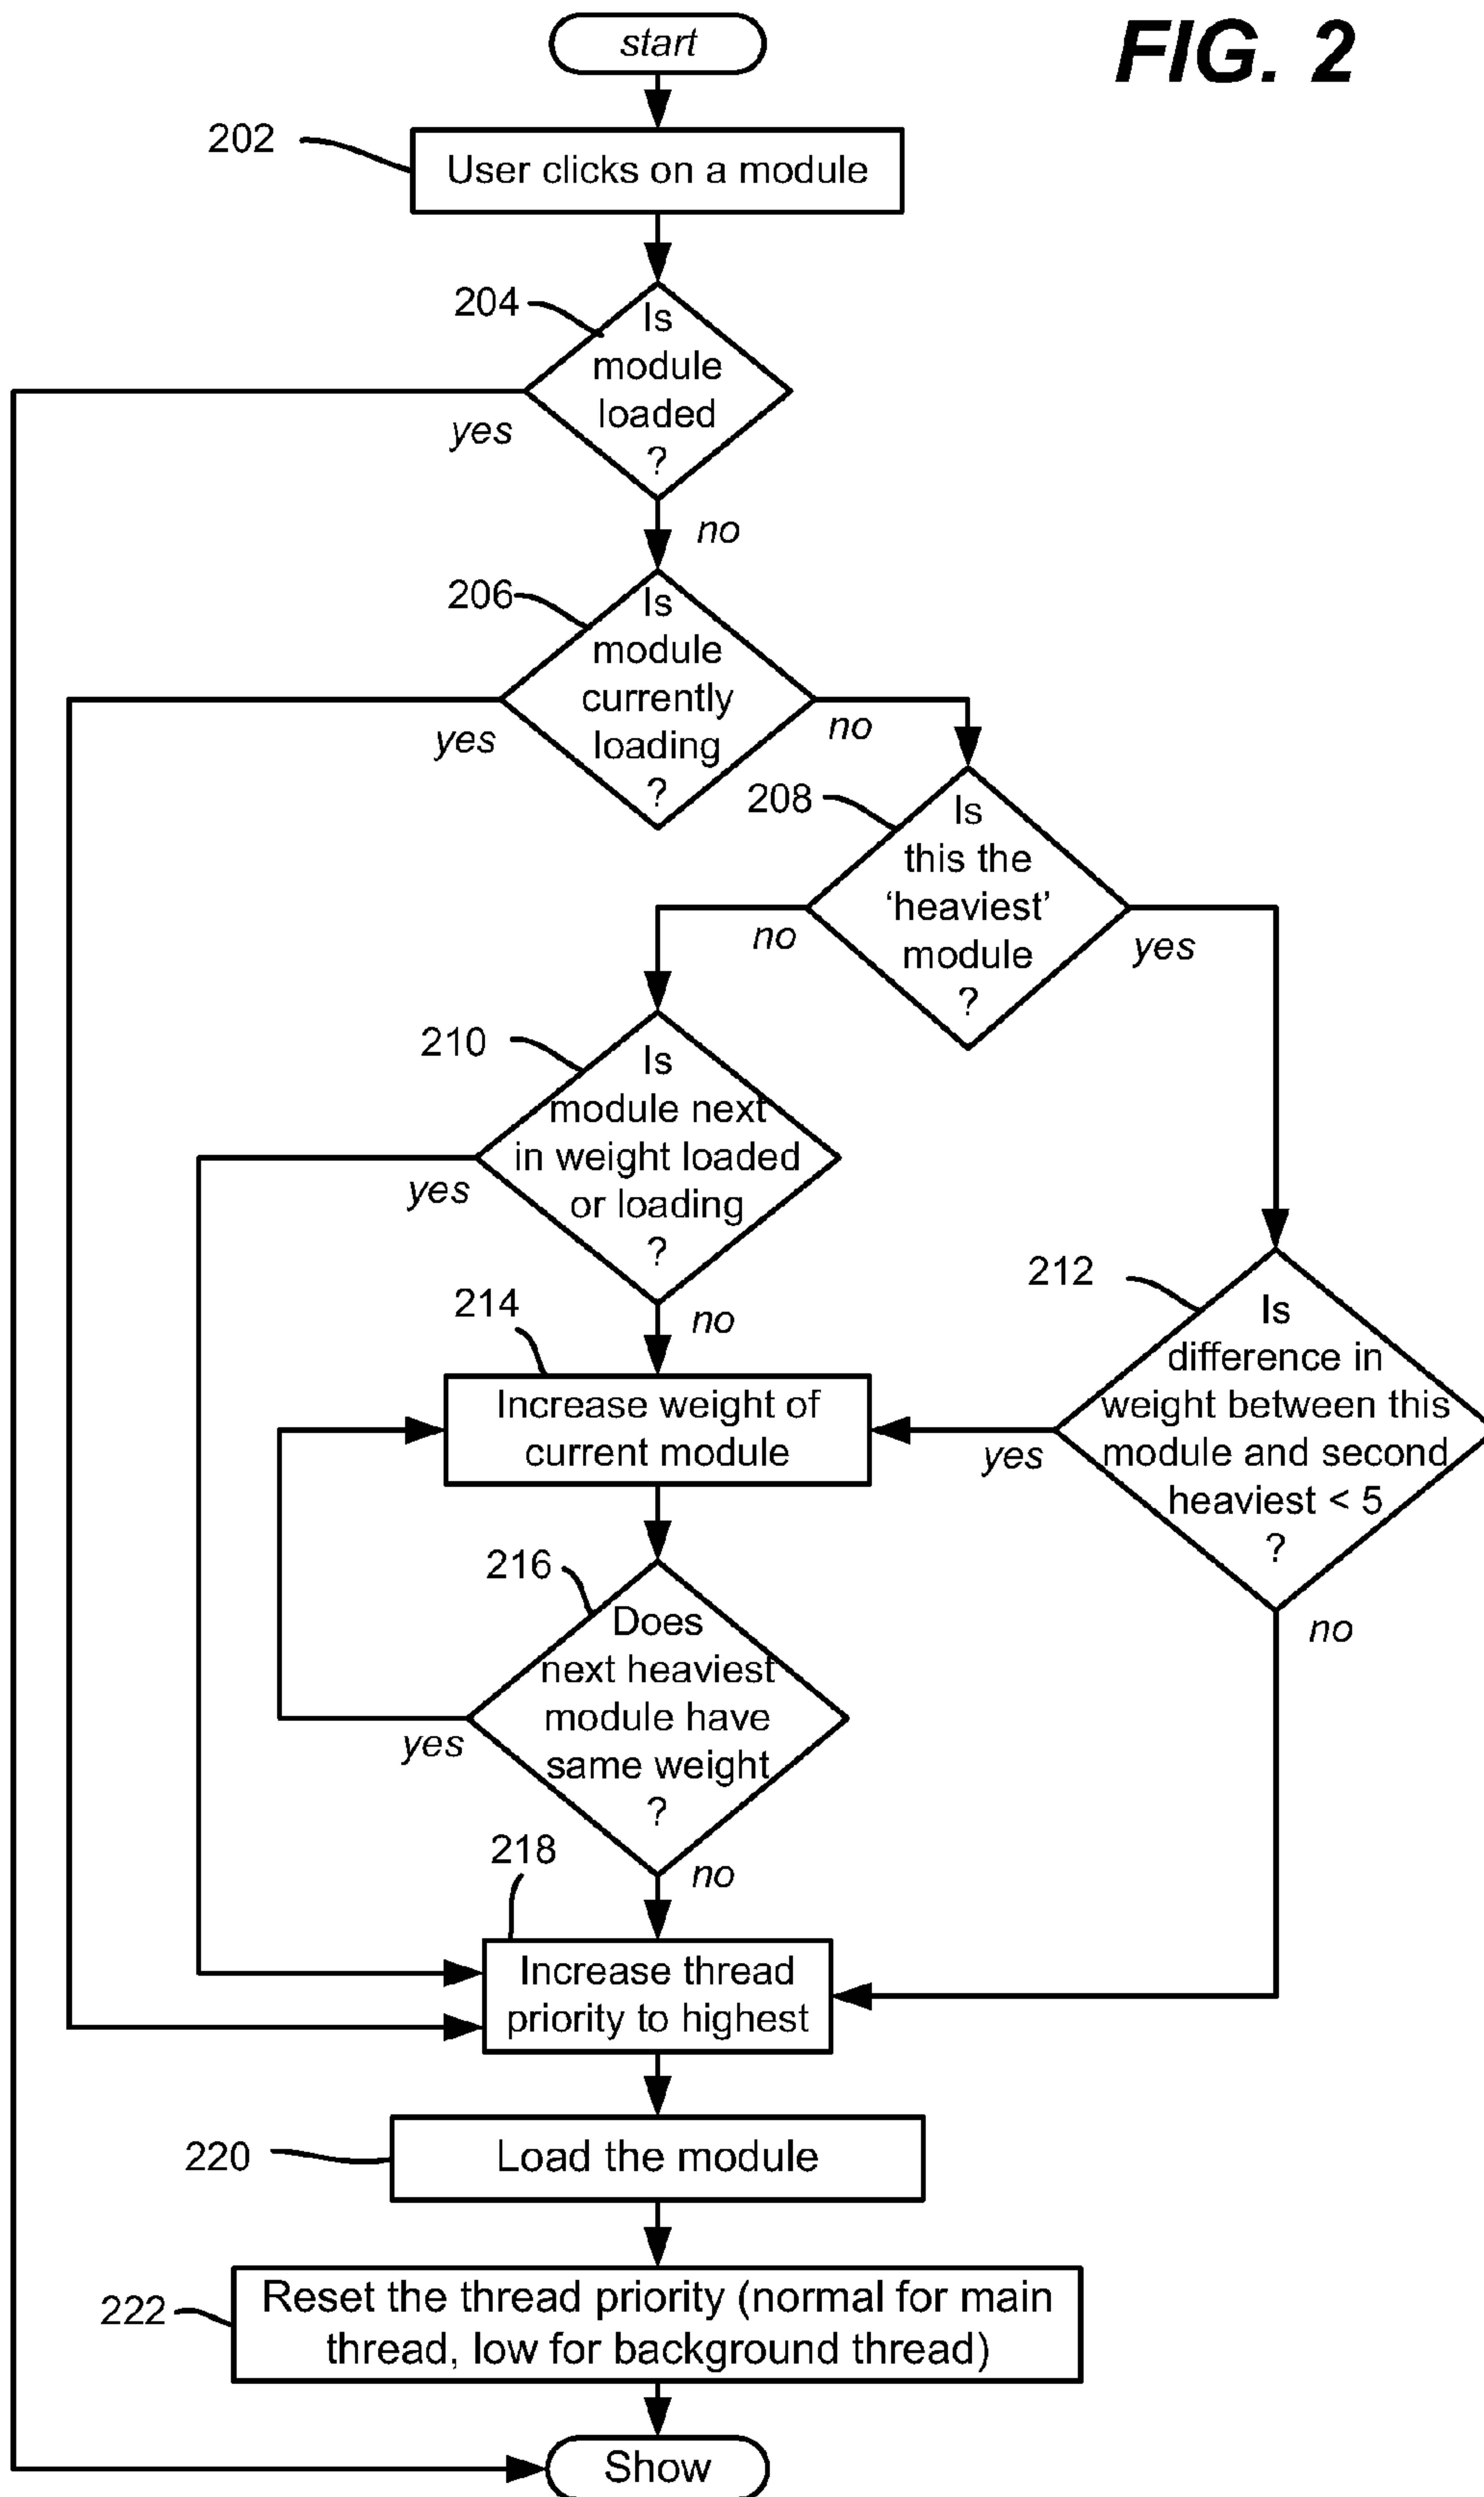 FIG. 2
start
202
User clicks on a module
204
Is
module
loaded
?
yes
no
206
Is
module
currently
loading
?
yes
no
208
Is
this the
‘heaviest’
module
?
no
yes
210
Is
module next
in weight loaded
or loading
?
yes
no
212
Is
difference in
weight between this
module and second
heaviest < 5
?
yes
no
214
Increase weight of
current module
216
Does
next heaviest
module have
same weight
?
yes
no
218
Increase thread
priority to highest
220
Load the module
222
Reset the thread priority (normal for main
thread, low for background thread)
Show